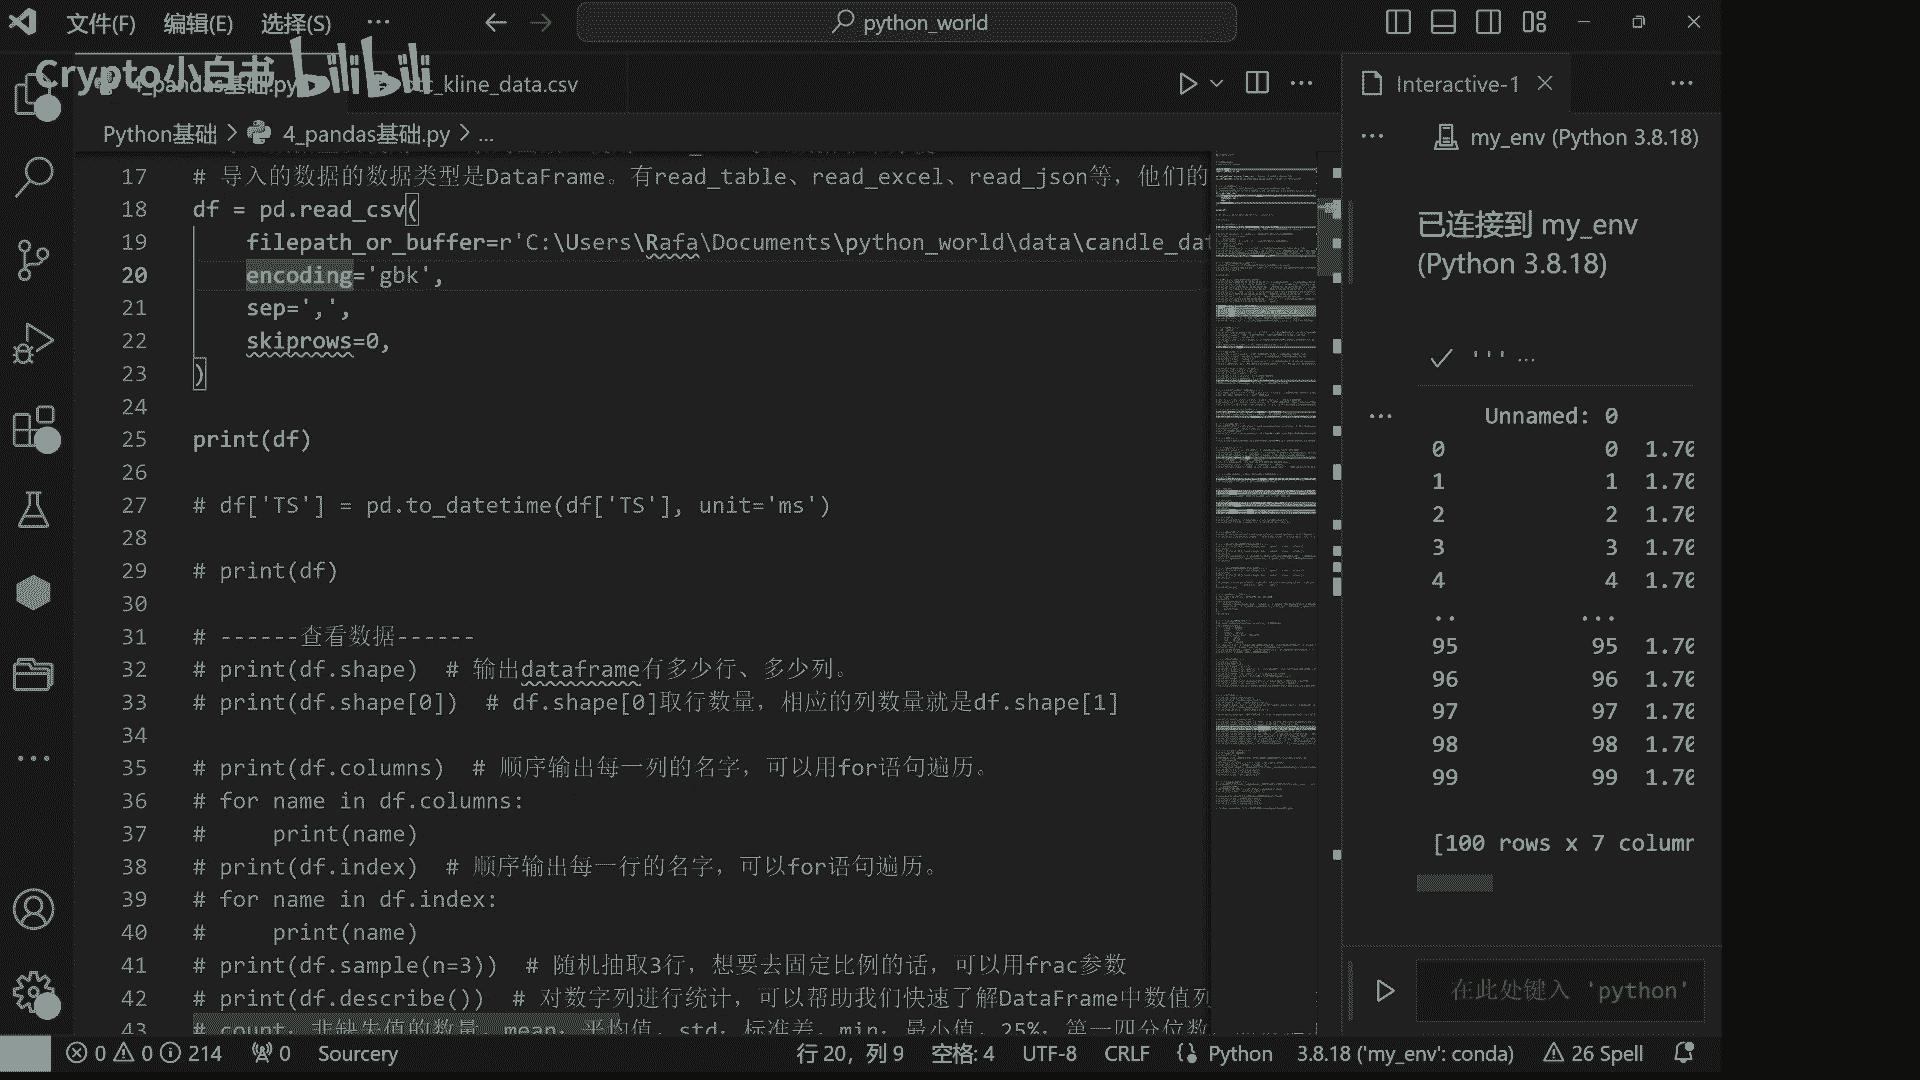 文件(F) 编辑(E) 选择(S) ··· python_world
Crypto小白书 bilibili
4_pandas基础.py _kline_data.csv
Interactive-1
Python基础 > 4_pandas基础.py > ...
my_env (Python 3.8.18)
17 # 导入的数据的数据类型是DataFrame。有read_table、read_excel、read_json等，他们的
18 df = pd.read_csv(
19 filepath_or_buffer=r'C:\Users\Rafa\Documents\python_world\data\candle_dat
20 encoding='gbk',
21 sep=',',
22 skiprows=0,
23 )
24
25 print(df)
26
27 # df['TS'] = pd.to_datetime(df['TS'], unit='ms')
28
29 # print(df)
30
31 # ------查看数据------
32 # print(df.shape)  # 输出dataframe有多少行、多少列。
33 # print(df.shape[0])  # df.shape[0]取行数量，相应的列数量就是df.shape[1]
34
35 # print(df.columns)  # 顺序输出每一列的名字，可以用for语句遍历。
36 # for name in df.columns:
37 #     print(name)
38 # print(df.index)  # 顺序输出每一行的名字，可以for语句遍历。
39 # for name in df.index:
40 #     print(name)
41 # print(df.sample(n=3))  # 随机抽取3行，想要去固定比例的话，可以用frac参数
42 # print(df.describe())  # 对数字列进行统计，可以帮助我们快速了解DataFrame中数值列
43 # count：非缺失值的数量，mean：平均值，std：标准差，min：最小值，25%：第一四分位数
已连接到 my_env
(Python 3.8.18)
''' ...
Unnamed: 0
0 0 1.70
1 1 1.70
2 2 1.70
3 3 1.70
4 4 1.70
.. ...
95 95 1.70
96 96 1.70
97 97 1.70
98 98 1.70
99 99 1.70
[100 rows x 7 column
在此处键入 'python'
0 0 214 0 Sourcery 行 20，列 9 空格: 4 UTF-8 CRLF Python 3.8.18 ('my_env': conda) 26 Spell